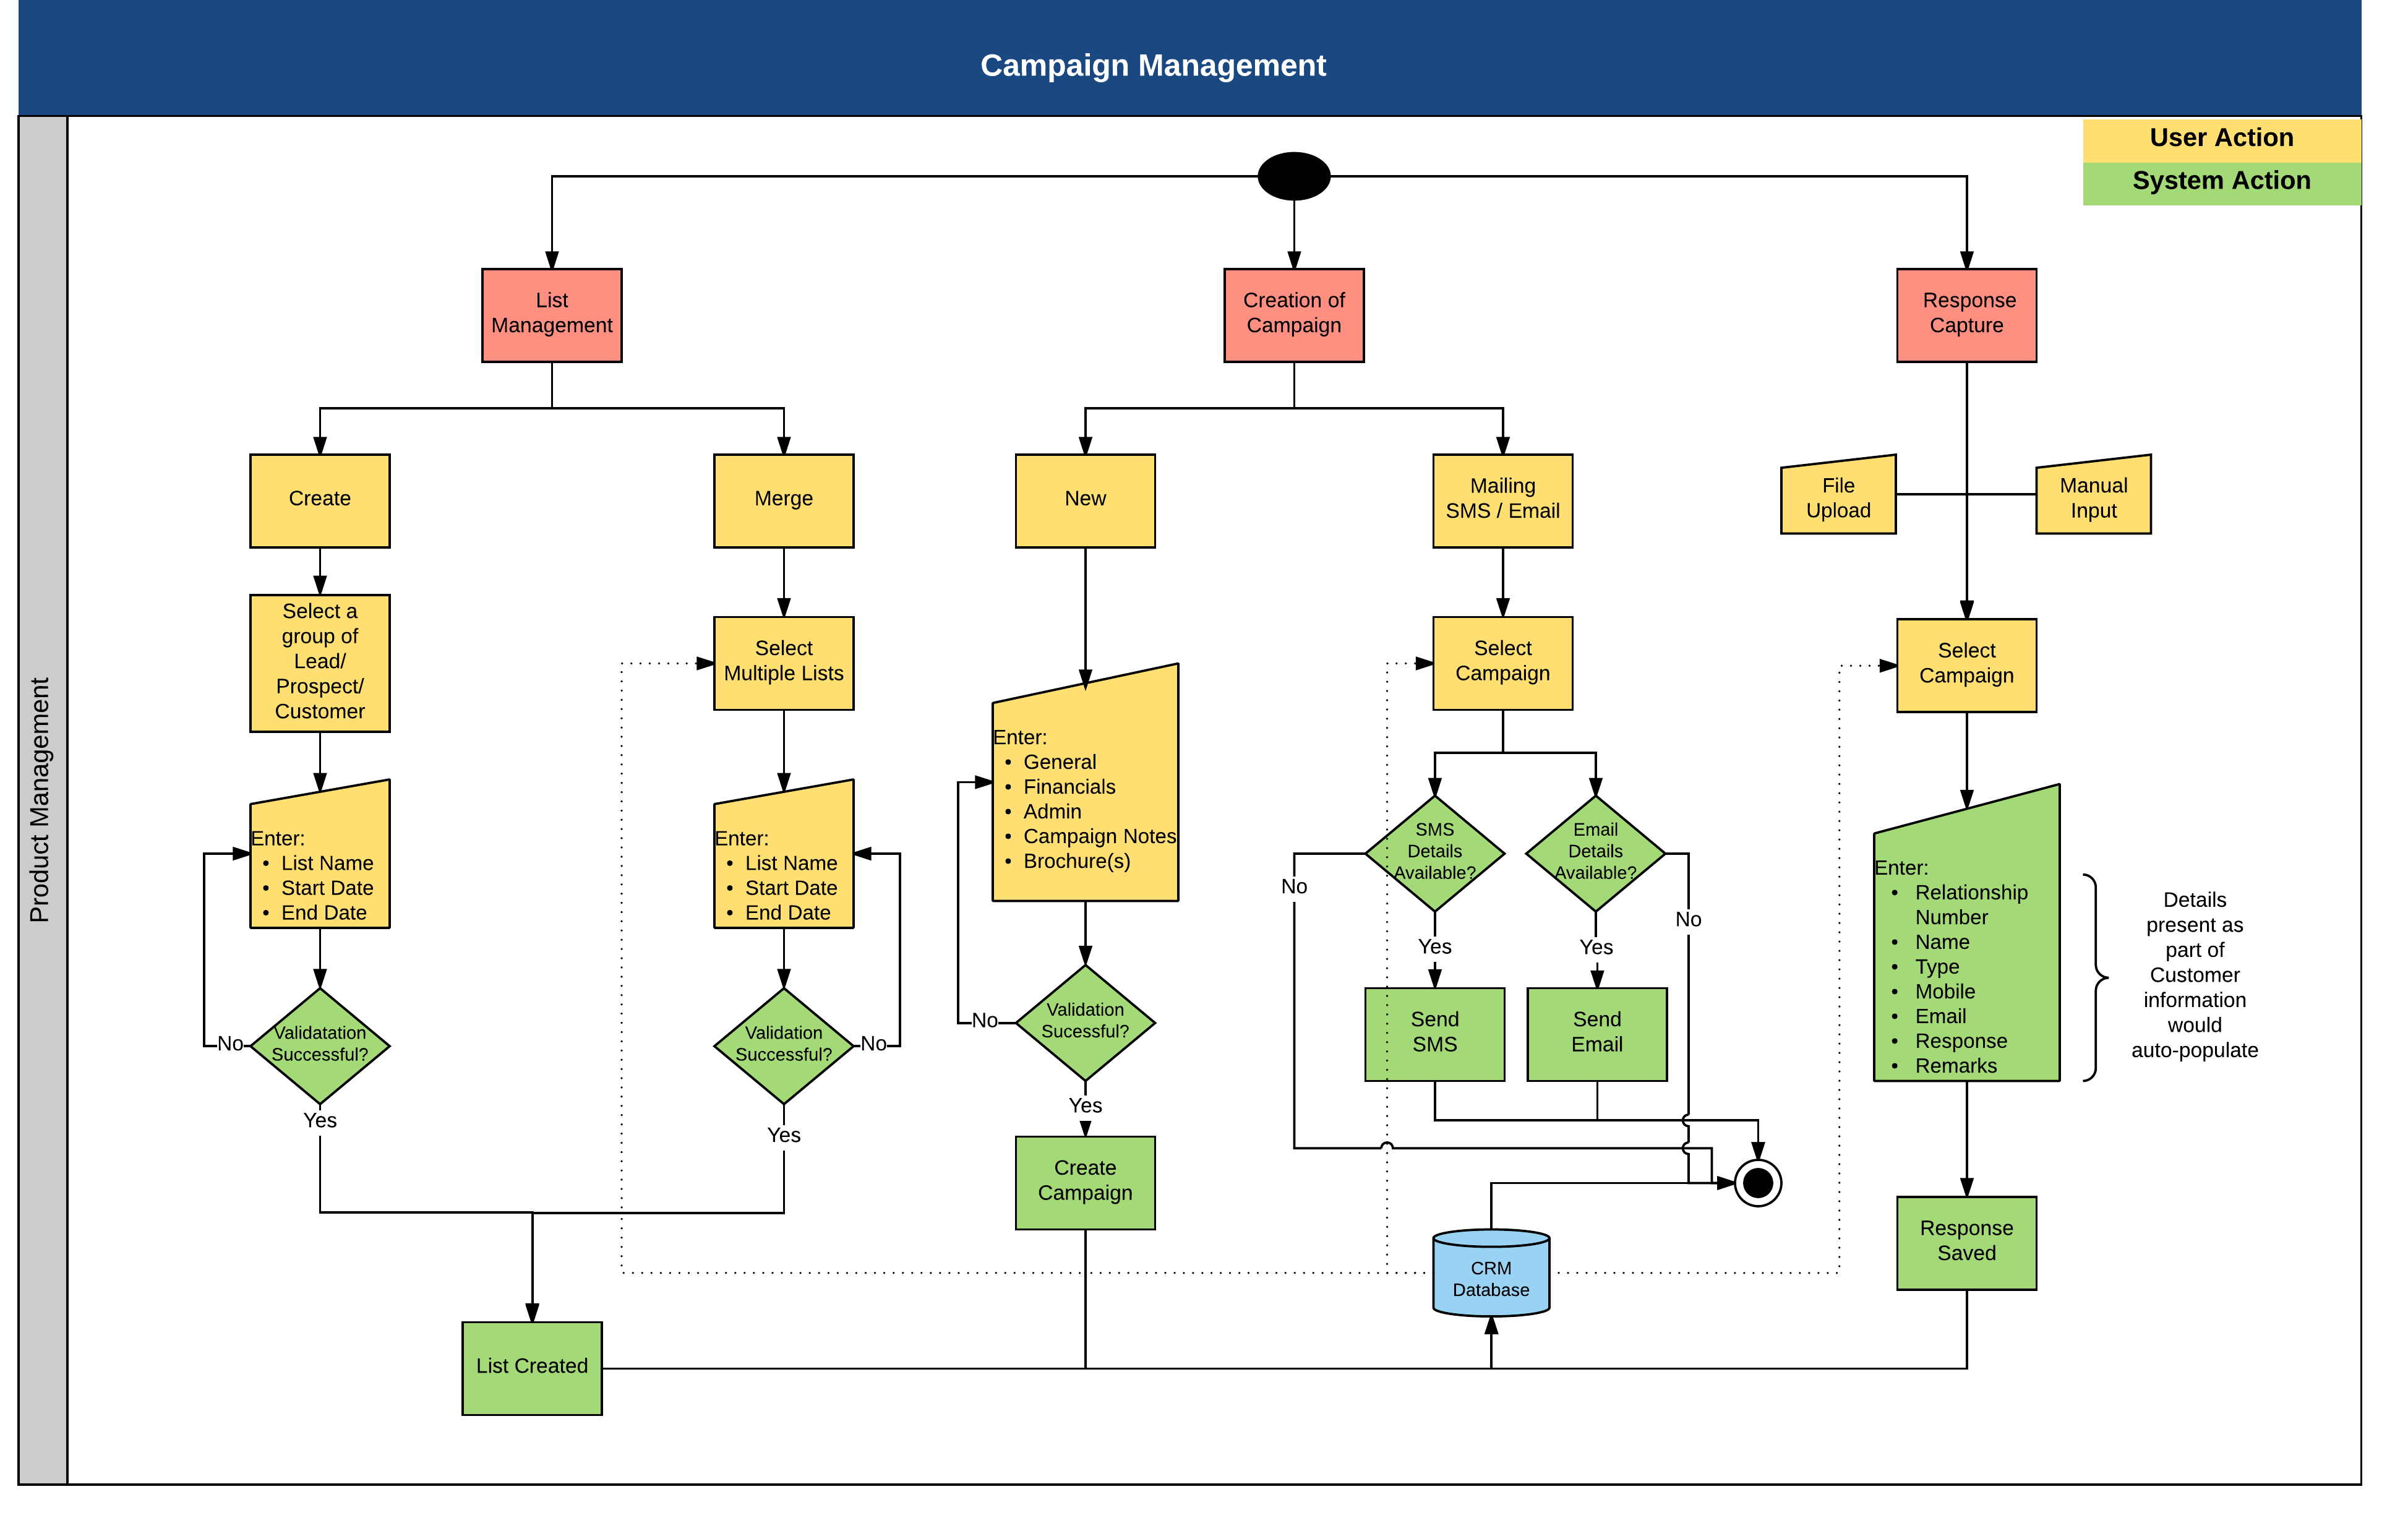 Campaign Management
User Action
System Action
Product Management
List
Management
Creation of
Campaign
Response
Capture
Create
Merge
New
Mailing
SMS / Email
File
Upload
Manual
Input
Select a
group of
Lead/
Prospect/
Customer
Select
Multiple Lists
Select
Campaign
Select
Campaign
Enter:
• List Name
• Start Date
• End Date
Enter:
• List Name
• Start Date
• End Date
Enter:
• General
• Financials
• Admin
• Campaign Notes
• Brochure(s)
SMS
Details
Available?
Email
Details
Available?
Enter:
• Relationship
Number
• Name
• Type
• Mobile
• Email
• Response
• Remarks
Details
present as
part of
Customer
information
would
auto-populate
No
No
Yes
Yes
Validatation
Successful?
No
Validation
Successful?
No
Validation
Sucessful?
No
Send
SMS
Send
Email
Yes
Yes
Yes
Create
Campaign
Response
Saved
CRM
Database
List Created